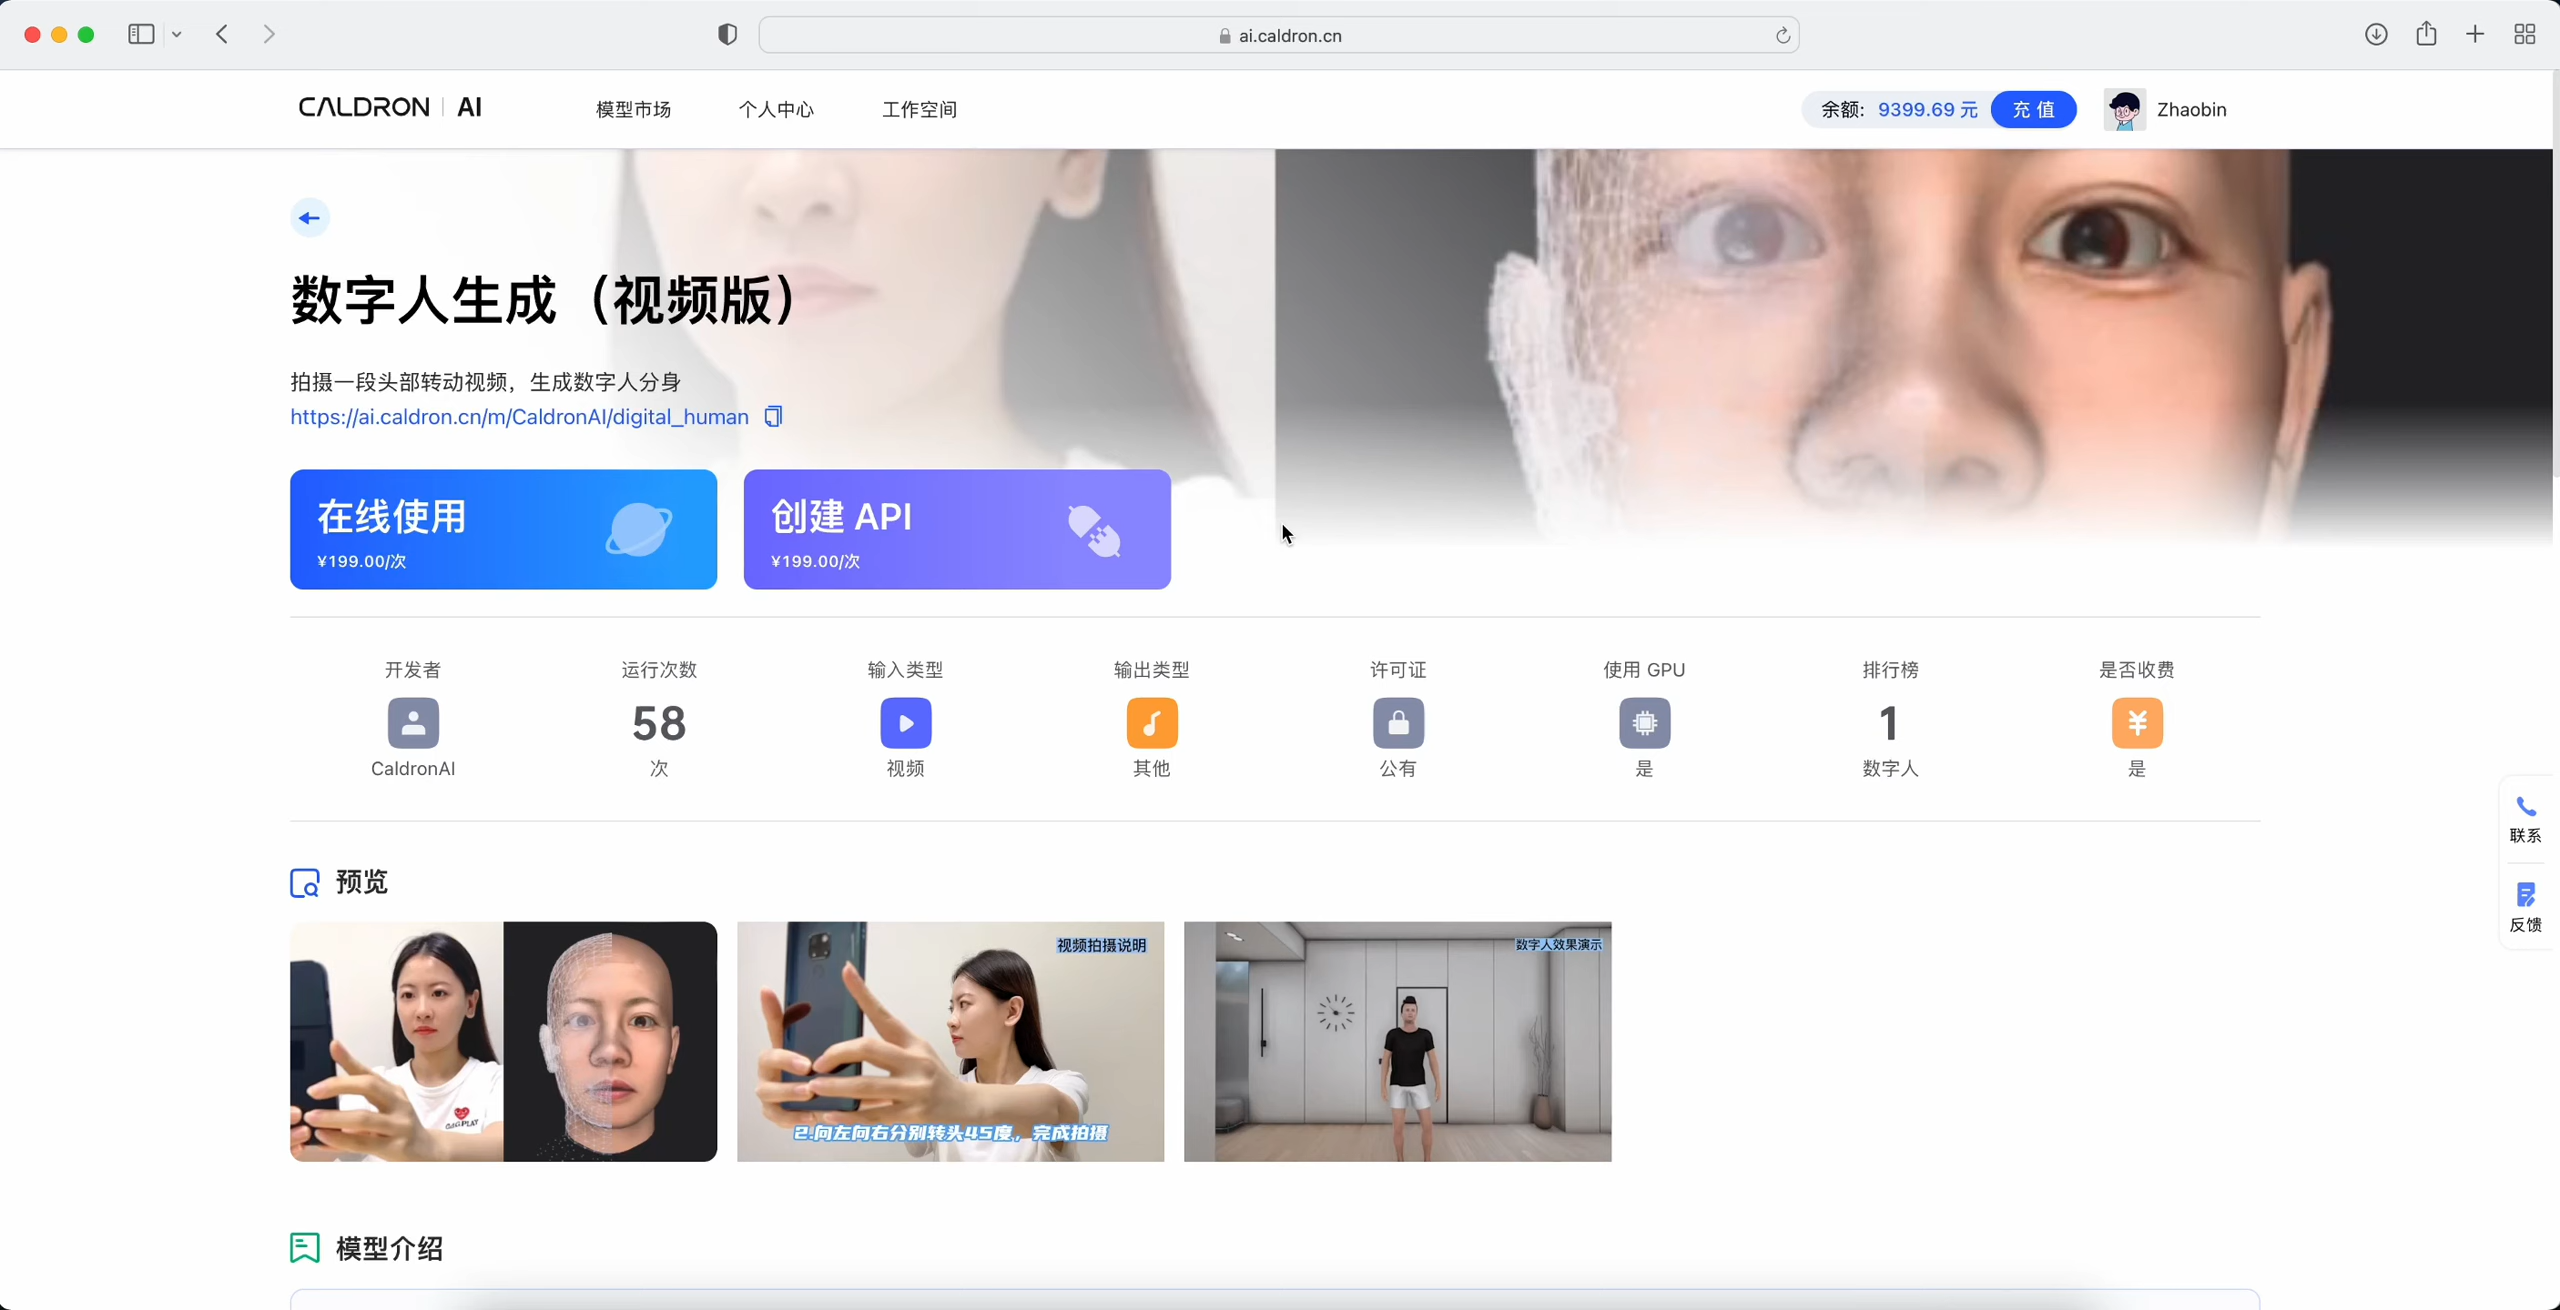 ai.caldron.cn
CALDRON | AI
模型市场
个人中心
工作空间
余额: 9399.69 元
充 值
Zhaobin
数字人生成（视频版）
拍摄一段头部转动视频，生成数字人分身
https://ai.caldron.cn/m/CaldronAI/digital_human
在线使用
¥199.00/次
创建 API
¥199.00/次
开发者
CaldronAI
运行次数
58
次
输入类型
视频
输出类型
其他
许可证
公有
使用 GPU
是
排行榜
1
数字人
是否收费
¥
是
联系
反馈
预览
视频拍摄说明
2.向左向右分别转头45度，完成拍摄
数字人效果演示
模型介绍